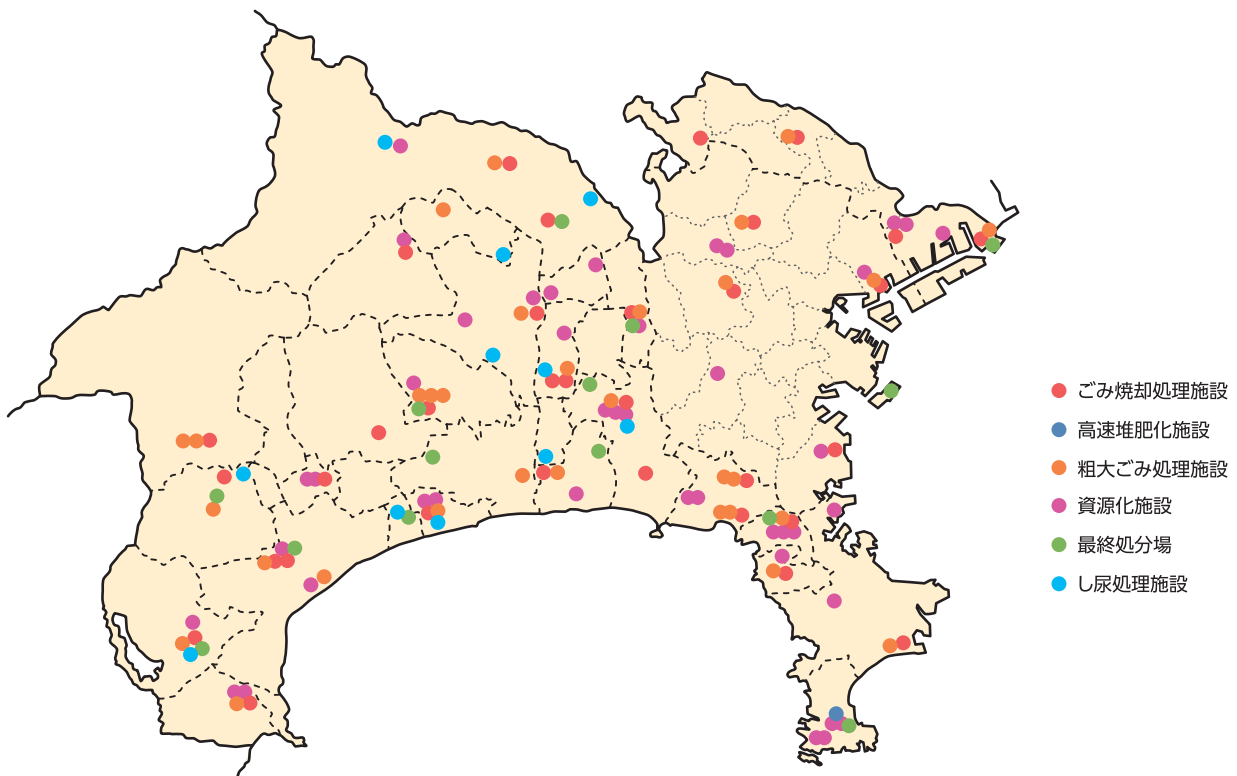 ごみ焼却処理施設
高速堆肥化施設
粗大ごみ処理施設
資源化施設
最終処分場
し尿処理施設